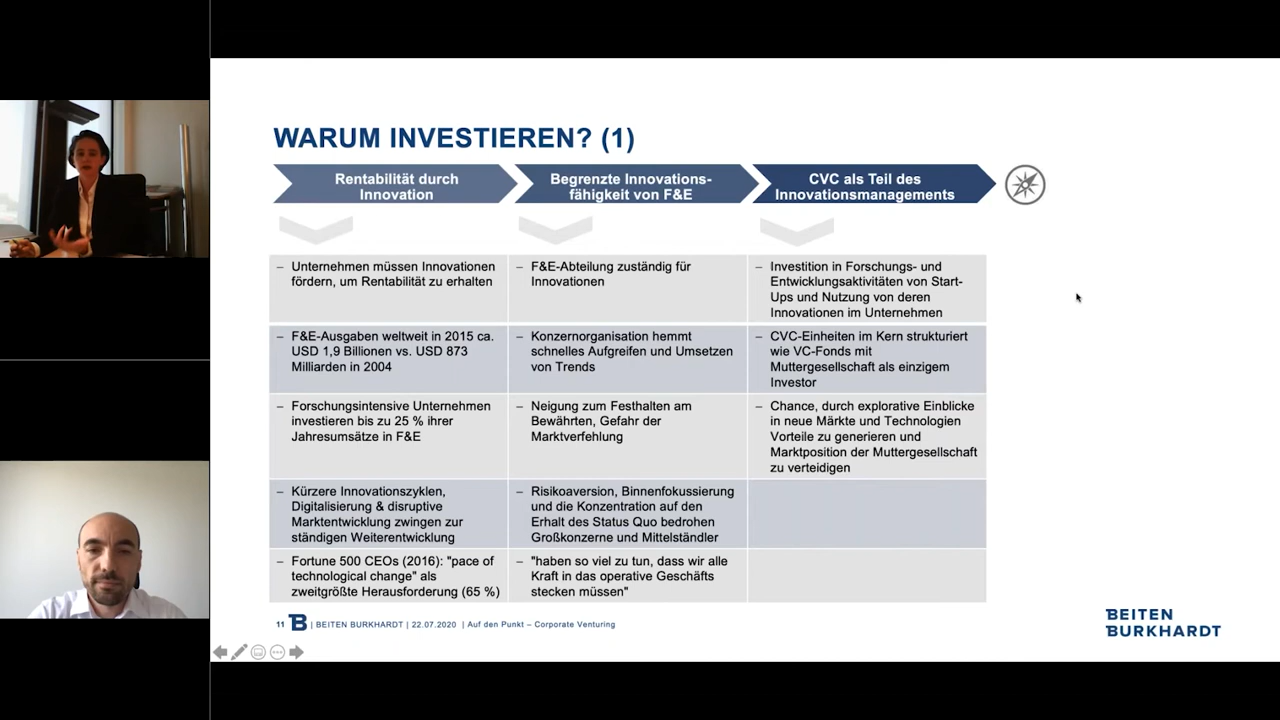 WARUM INVESTIEREN? (1)
Rentabilität durch
Innovation
Begrenzte Innovations-
fähigkeit von F&E
CVC als Teil des
Innovationsmanagements
– Unternehmen müssen Innovationen
fördern, um Rentabilität zu erhalten
– F&E-Abteilung zuständig für
Innovationen
– Investition in Forschungs- und
Entwicklungsaktivitäten von Start-
Ups und Nutzung von deren
Innovationen im Unternehmen
– F&E-Ausgaben weltweit in 2015 ca.
USD 1,9 Billionen vs. USD 873
Milliarden in 2004
– Konzernorganisation hemmt
schnelles Aufgreifen und Umsetzen
von Trends
– CVC-Einheiten im Kern strukturiert
wie VC-Fonds mit
Muttergesellschaft als einzigem
Investor
– Forschungsintensive Unternehmen
investieren bis zu 25 % ihrer
Jahresumsätze in F&E
– Neigung zum Festhalten am
Bewährten, Gefahr der
Marktverfehlung
– Chance, durch explorative Einblicke
in neue Märkte und Technologien
Vorteile zu generieren und
Marktposition der Muttergesellschaft
zu verteidigen
– Kürzere Innovationszyklen,
Digitalisierung & disruptive
Marktentwicklung zwingen zur
ständigen Weiterentwicklung
– Risikoaversion, Binnenfokussierung
und die Konzentration auf den
Erhalt des Status Quo bedrohen
Großkonzerne und Mittelständler
– Fortune 500 CEOs (2016): "pace of
technological change" als
zweitgrößte Herausforderung (65 %)
– "haben so viel zu tun, dass wir alle
Kraft in das operative Geschäfts
stecken müssen"
11 B | BEITEN BURKHARDT | 22.07.2020 | Auf den Punkt – Corporate Venturing
BEITEN
BURKHARDT